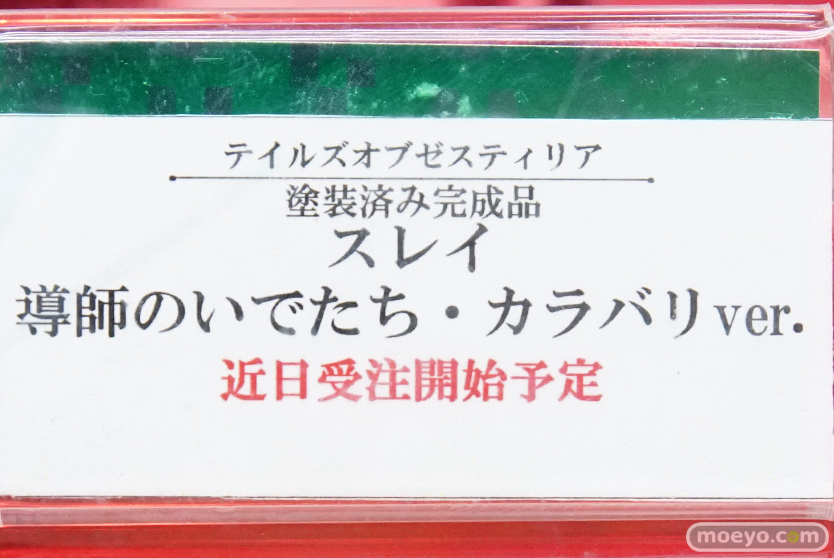 テイルズオブゼスティリア
塗装済み完成品
スレイ
導師のいでたち・カラバリver.
近日受注開始予定
moeyo.com